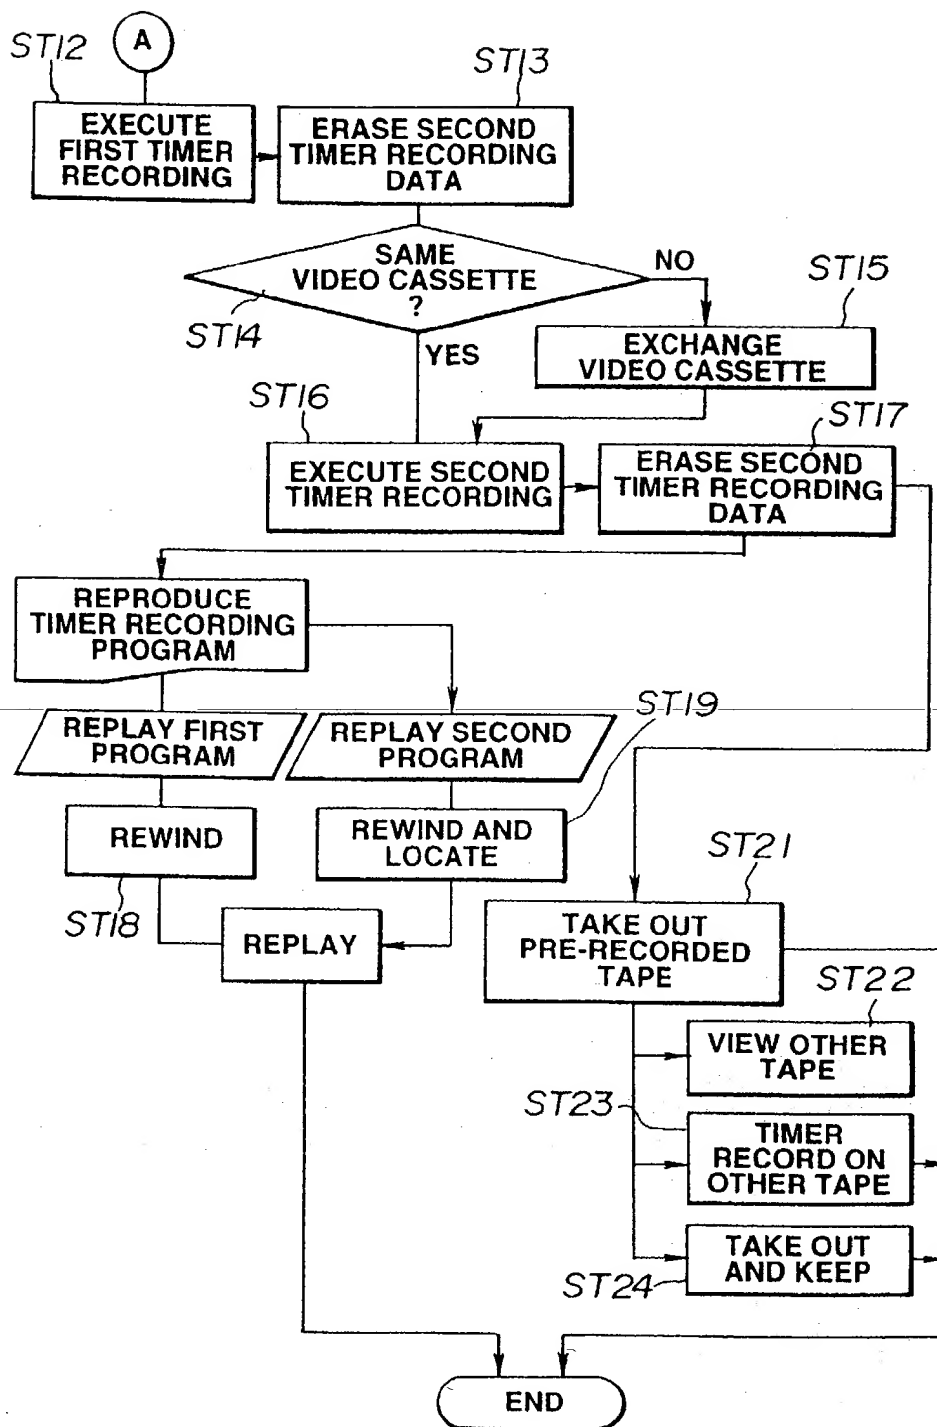 A
ST12
EXECUTE
FIRST TIMER
RECORDING
ST13
ERASE SECOND
TIMER RECORDING
DATA
SAME
VIDEO CASSETTE
?
ST14
NO
YES
ST15
EXCHANGE
VIDEO CASSETTE
ST16
EXECUTE SECOND
TIMER RECORDING
ST17
ERASE SECOND
TIMER RECORDING
DATA
REPRODUCE
TIMER RECORDING
PROGRAM
REPLAY FIRST
PROGRAM
REPLAY SECOND
PROGRAM
ST19
REWIND
ST18
REWIND AND
LOCATE
REPLAY
ST21
TAKE OUT
PRE-RECORDED
TAPE
ST22
VIEW OTHER
TAPE
ST23
TIMER
RECORD ON
OTHER TAPE
ST24
TAKE OUT
AND KEEP
END